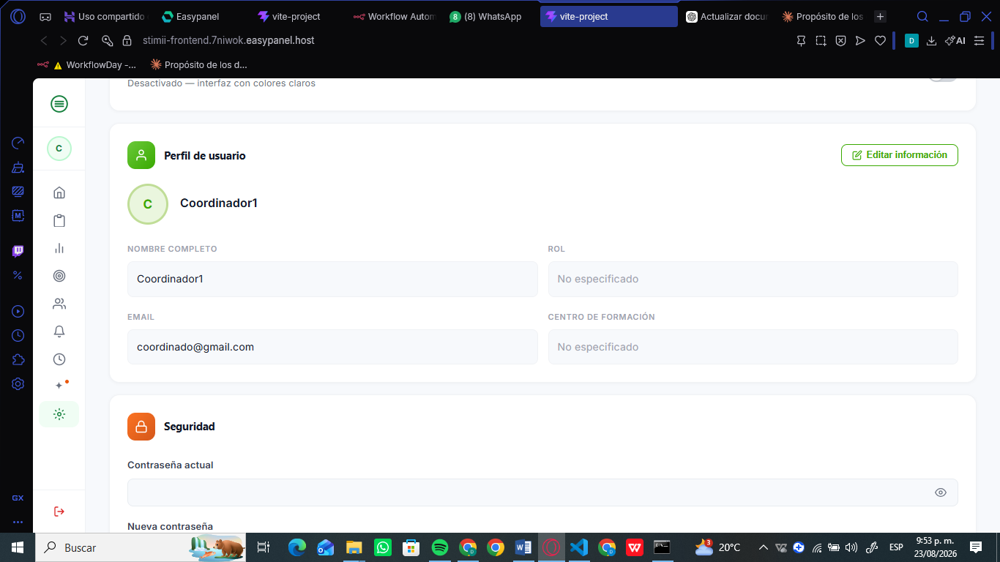 Uso compartido
Easypanel
vite-project
Workflow Autom
8 (8) WhatsApp
vite-project
Actualizar docu
Propósito de los
stimii-frontend.7niwok.easypanel.host
D
AI
WorkflowDay -...
Propósito de los d...
Desactivado — interfaz con colores claros
C
Perfil de usuario
Editar información
C
Coordinador1
NOMBRE COMPLETO
ROL
Coordinador1
No especificado
EMAIL
CENTRO DE FORMACIÓN
coordinado@gmail.com
No especificado
Seguridad
Contraseña actual
Nueva contraseña
M
GX
Buscar
3
20°C
ESP
9:53 p. m.
23/08/2026